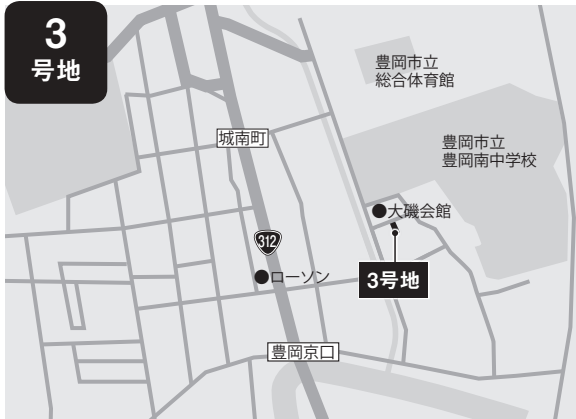 3
号地
豊岡市立
総合体育館
城南町
豊岡市立
豊岡南中学校
大磯会館
312
ローソン
3号地
豊岡京口